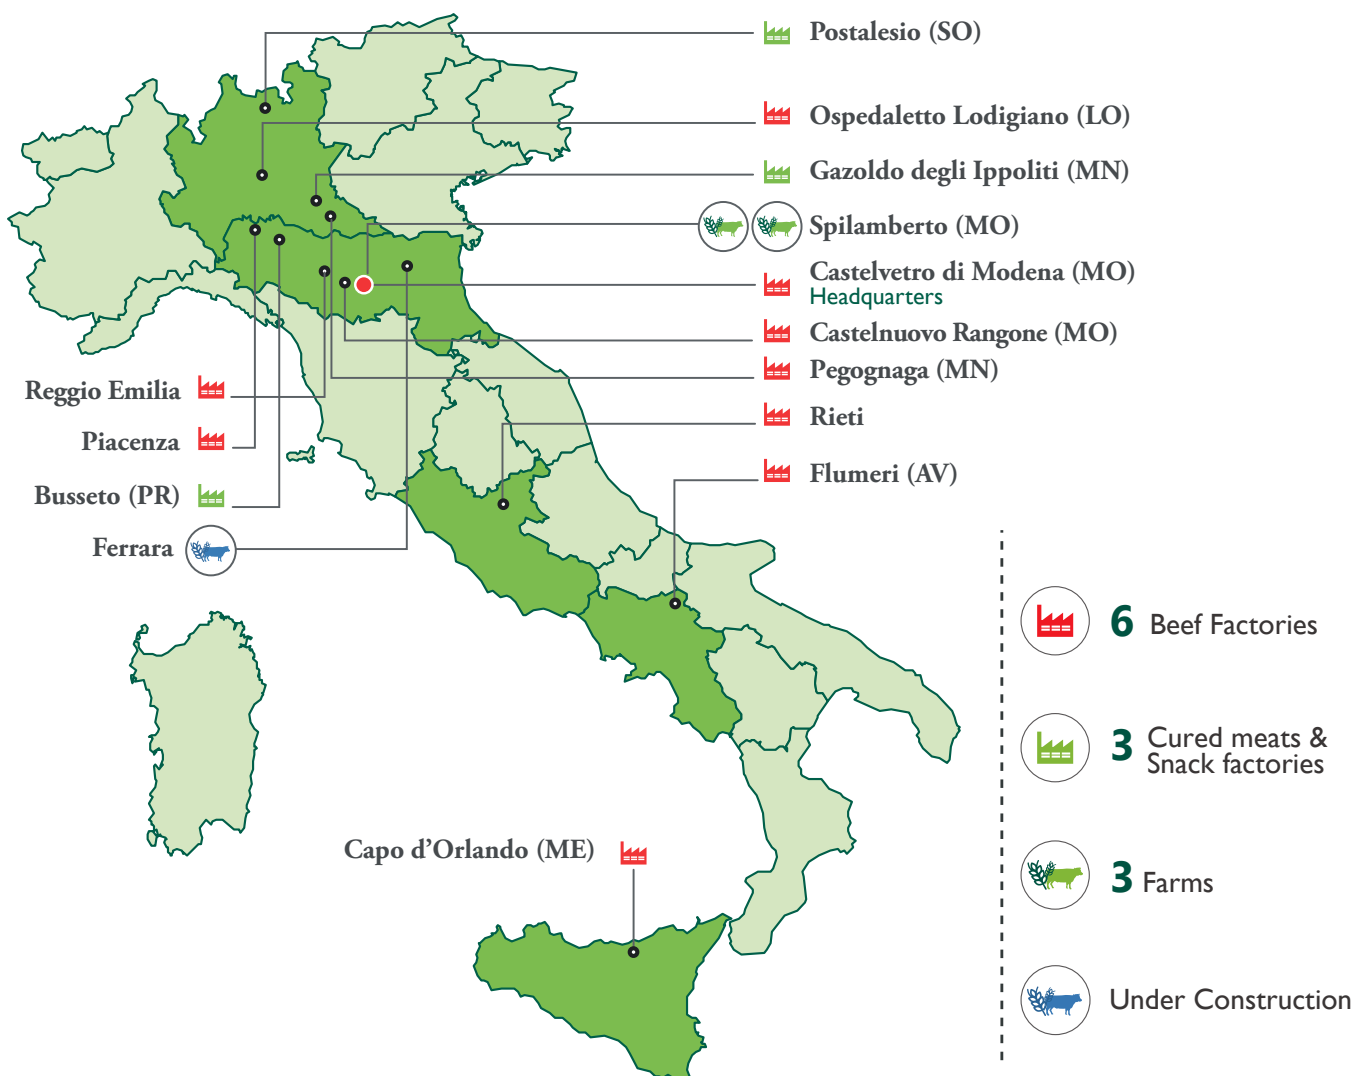 Postalesio (SO)
Ospedaletto Lodigiano (LO)
Gazoldo degli Ippoliti (MN)
Spilamberto (MO)
Castelvetro di Modena (MO)
Headquarters
Castelnuovo Rangone (MO)
Pegognaga (MN)
Rieti
Flumeri (AV)
Reggio Emilia
Piacenza
Busseto (PR)
Ferrara
Capo d’Orlando (ME)
6 Beef Factories
3 Cured meats &
Snack factories
3 Farms
Under Construction